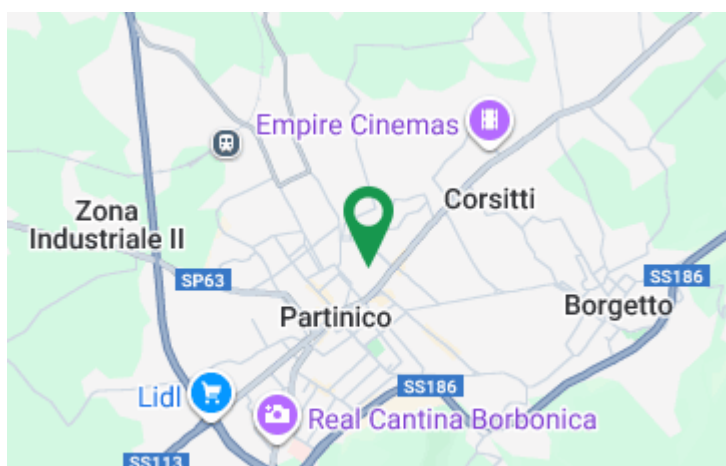 Empire Cinemas
Corsitti
Zona
Industriale II
SP63
SS186
Borgetto
Partinico
Lidl
SS186
Real Cantina Borbonica
SS113